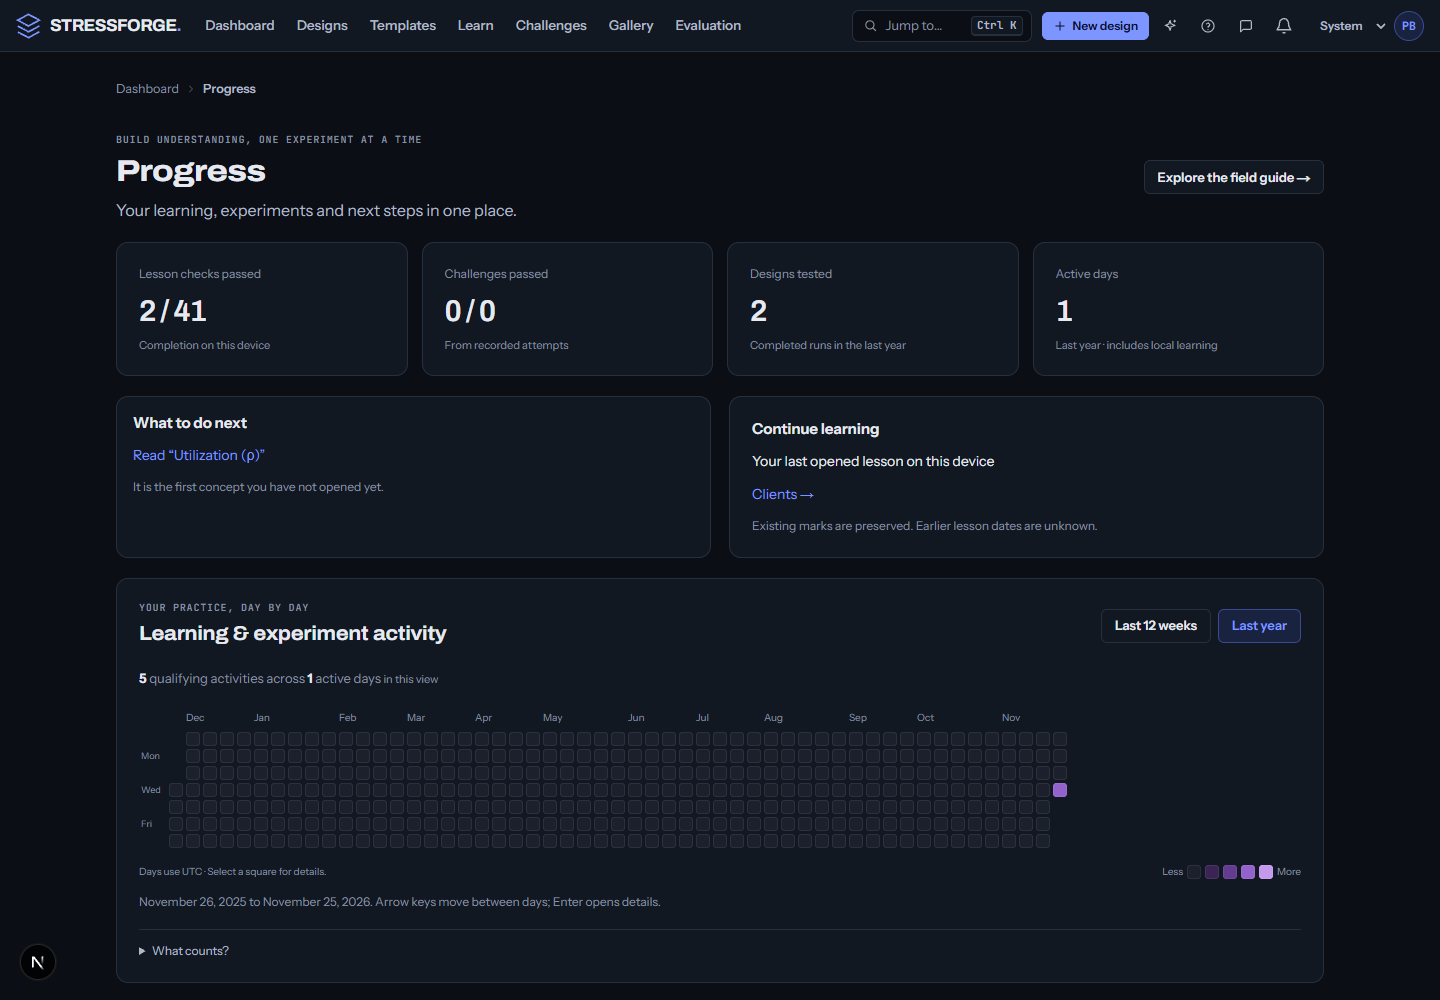 STRESSFORGE.
Dashboard Designs Templates Learn Challenges Gallery Evaluation
Jump to... Ctrl K
+ New design
System
PB
Dashboard > Progress
BUILD UNDERSTANDING, ONE EXPERIMENT AT A TIME
Progress
Your learning, experiments and next steps in one place.
Explore the field guide →
Lesson checks passed
2 / 41
Completion on this device
Challenges passed
0 / 0
From recorded attempts
Designs tested
2
Completed runs in the last year
Active days
1
Last year · includes local learning
What to do next
Read “Utilization (ρ)”
It is the first concept you have not opened yet.
Continue learning
Your last opened lesson on this device
Clients →
Existing marks are preserved. Earlier lesson dates are unknown.
YOUR PRACTICE, DAY BY DAY
Learning & experiment activity
Last 12 weeks
Last year
5 qualifying activities across 1 active days in this view
Dec Jan Feb Mar Apr May Jun Jul Aug Sep Oct Nov
Mon
Wed
Fri
Days use UTC · Select a square for details.
Less More
November 26, 2025 to November 25, 2026. Arrow keys move between days; Enter opens details.
What counts?
N